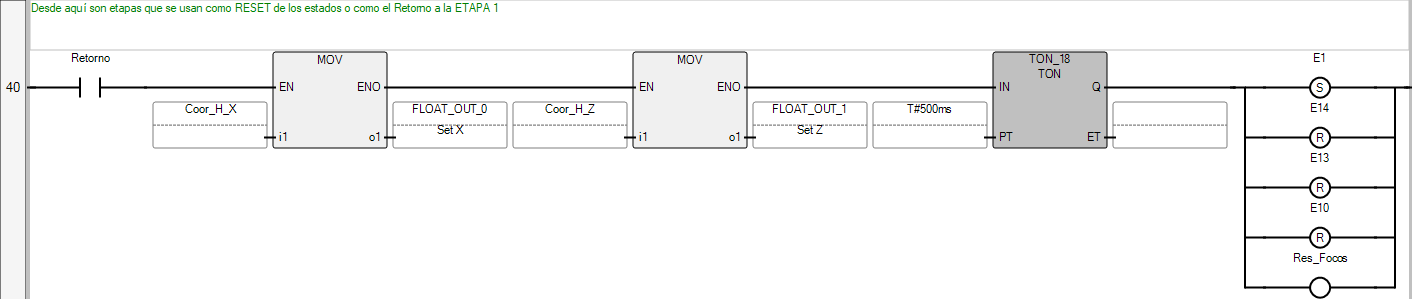 Desde aquí son etapas que se usan como RESET de los estados o como el Retorno a la ETAPA 1
40
Retorno
MOV
MOV
TON_18
TON
E1
EN
ENO
EN
ENO
IN
Q
S
Coor_H_X
FLOAT_OUT_0
Coor_H_Z
FLOAT_OUT_1
T#500ms
E14
Set X
Set Z
i1
o1
i1
o1
PT
ET
R
E13
R
E10
R
Res_Focos